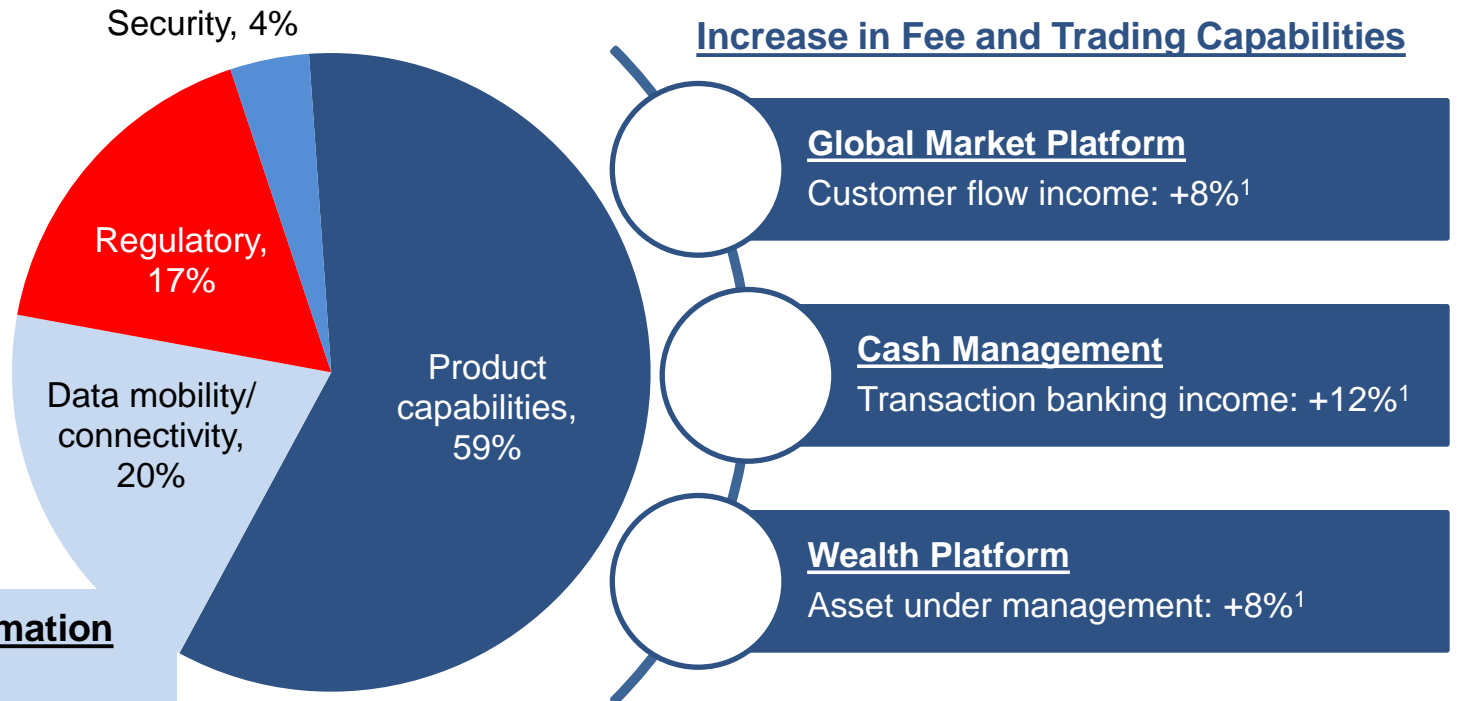 Security, 4%
Regulatory,
17%
Data mobility/
connectivity,
20%
Product
capabilities,
59%
Increase in Fee and Trading Capabilities
Global Market Platform
Customer flow income: +8%¹
Cash Management
Transaction banking income: +12%¹
Wealth Platform
Asset under management: +8%¹